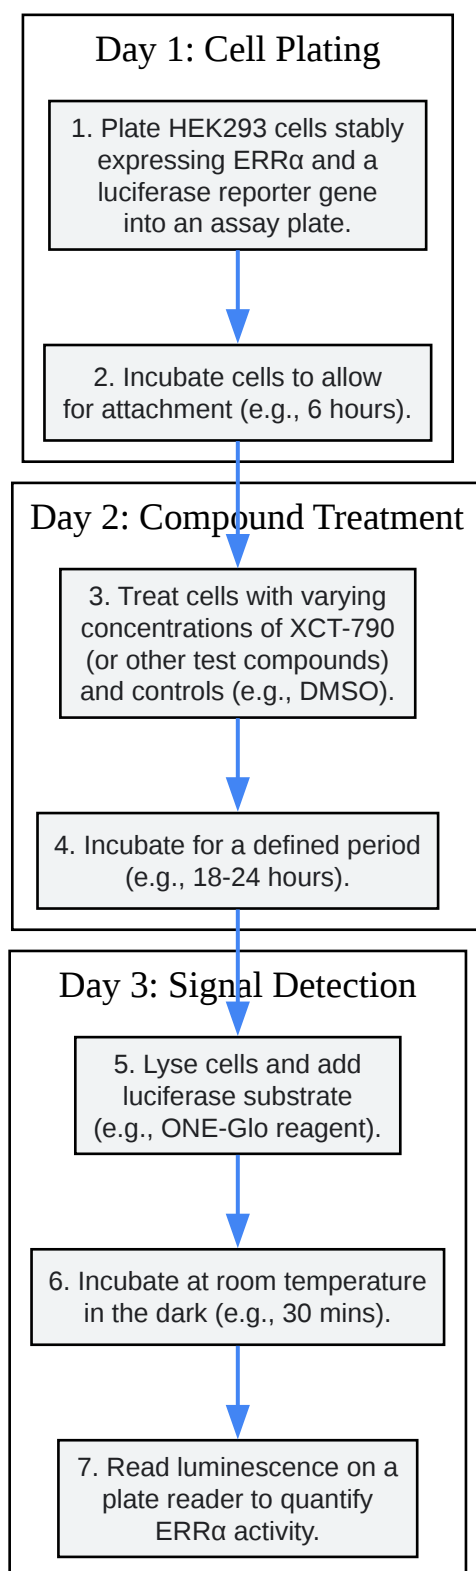 Day 1: Cell Plating
1. Plate HEK293 cells stably
expressing ERRα and a
luciferase reporter gene
into an assay plate.
2. Incubate cells to allow
for attachment (e.g., 6 hours).
Day 2: Compound Treatment
3. Treat cells with varying
concentrations of XCT-790
(or other test compounds)
and controls (e.g., DMSO).
4. Incubate for a defined period
(e.g., 18-24 hours).
Day 3: Signal Detection
5. Lyse cells and add
luciferase substrate
(e.g., ONE-Glo reagent).
6. Incubate at room temperature
in the dark (e.g., 30 mins).
7. Read luminescence on a
plate reader to quantify
ERRα activity.